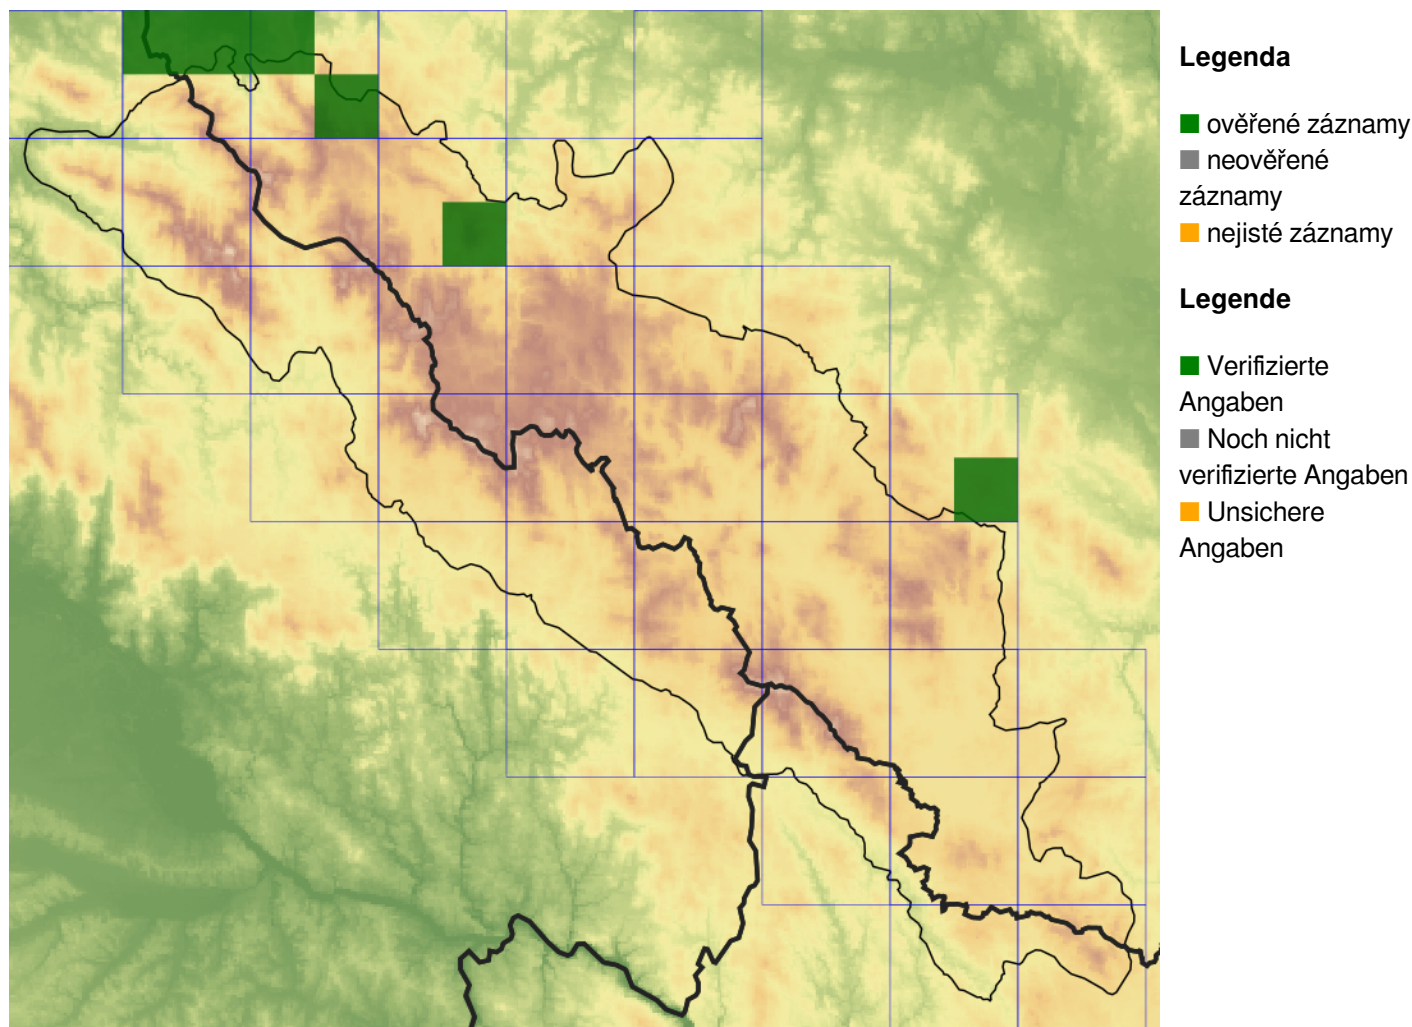 Legenda
ověřené záznamy
neověřené
záznamy
nejisté záznamy
Legende
Verifizierte
Angaben
Noch nicht
verifizierte Angaben
Unsichere
Angaben